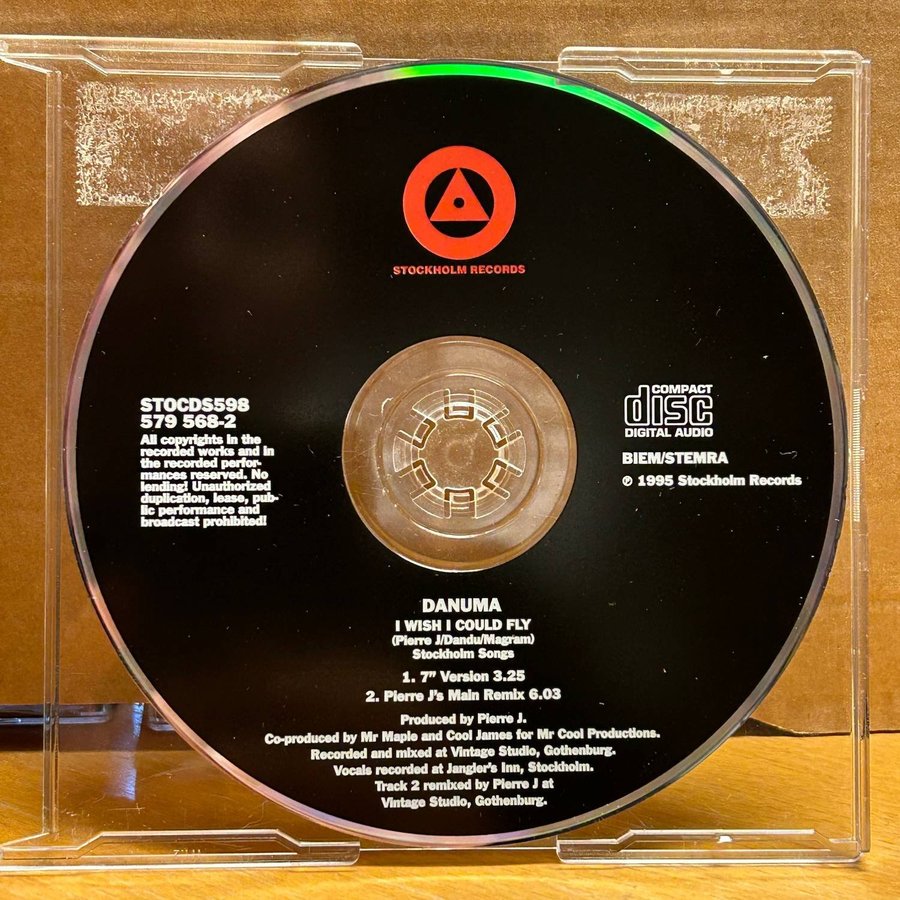 STOCKHOLM RECORDS
STOCDS598
579 568-2
All copyrights in the
recorded works and in
the recorded perfor-
mances reserved. No
lending! Unauthorized
duplication, lease, pub-
lic performance and
broadcast prohibited!
COMPACT
disc
DIGITAL AUDIO
BIEM/STEMRA
℗ 1995 Stockholm Records
DANUMA
I WISH I COULD FLY
(Pierre J/Dandu/Magram)
Stockholm Songs
1. 7" Version 3.25
2. Pierre J's Main Remix 6.03
Produced by Pierre J.
Co-produced by Mr Maple and Cool James for Mr Cool Productions.
Recorded and mixed at Vintage Studio, Gothenburg.
Vocals recorded at Jangler's Inn, Stockholm.
Track 2 remixed by Pierre J at
Vintage Studio, Gothenburg.